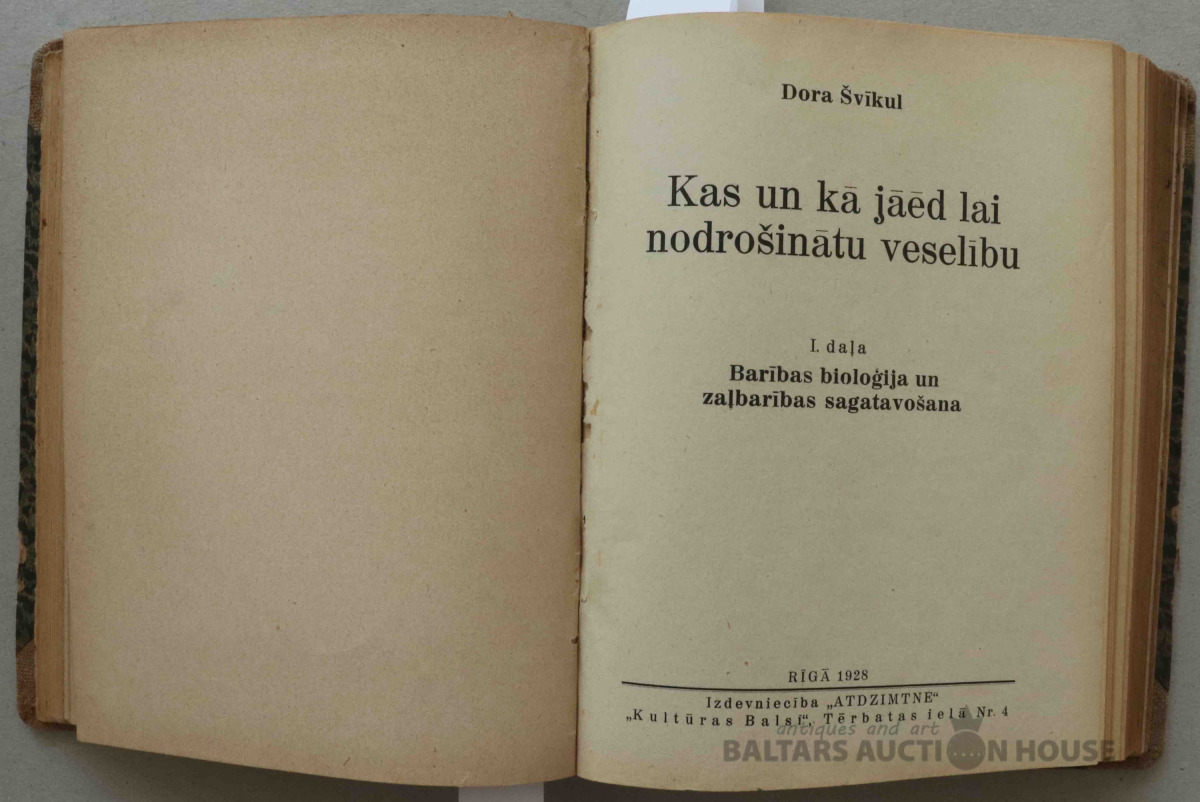 Dora Švīkul
Kas un kā jāēd lai
nodrošinātu veselību
I. daļa
Barības bioloģija un
zaļbarības sagatavošana
RĪGĀ 1928
Izdevniecība „ATDZIMTNE“
„Kultūras Balsī“, Tērbatas ielā Nr. 4
antiques and art
BALTARS AUCTION HOUSE